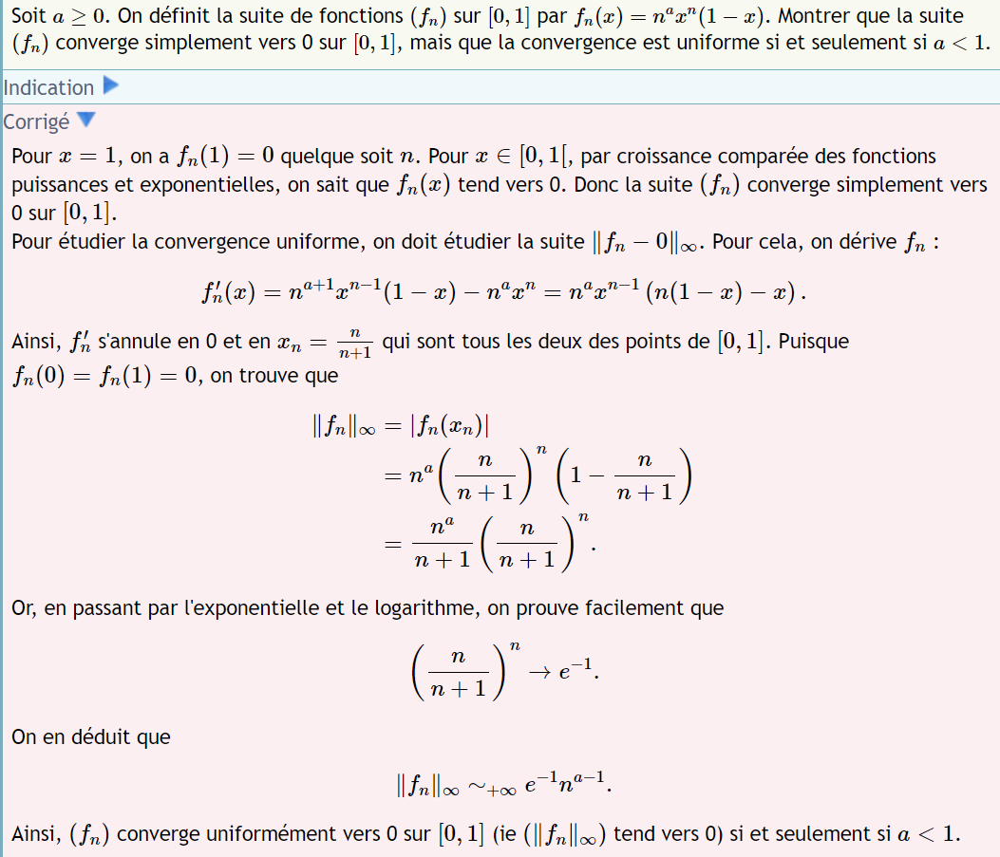 Soit $a \geq 0$. On définit la suite de fonctions $(f_n)$ sur $[0,1]$ par $f_n(x) = n^a x^n (1-x)$. Montrer que la suite
$(f_n)$ converge simplement vers 0 sur $[0,1]$, mais que la convergence est uniforme si et seulement si $a < 1$.
Indication
Corrigé
Pour $x = 1$, on a $f_n(1) = 0$ quelque soit $n$. Pour $x \in [0,1[$, par croissance comparée des fonctions
puissances et exponentielles, on sait que $f_n(x)$ tend vers 0. Donc la suite $(f_n)$ converge simplement vers
0 sur $[0,1]$.
Pour étudier la convergence uniforme, on doit étudier la suite $\|f_n - 0\|_\infty$. Pour cela, on dérive $f_n$ :
$f_n'(x) = n^{a+1}x^{n-1}(1-x) - n^a x^n = n^a x^{n-1}(n(1-x) - x).$
Ainsi, $f_n'$ s'annule en 0 et en $x_n = \frac{n}{n+1}$ qui sont tous les deux des points de $[0,1]$. Puisque
$f_n(0) = f_n(1) = 0$, on trouve que
$\|f_n\|_\infty = |f_n(x_n)|$
$= n^a \left(\frac{n}{n+1}\right)^n \left(1 - \frac{n}{n+1}\right)$
$= \frac{n^a}{n+1} \left(\frac{n}{n+1}\right)^n.$
Or, en passant par l'exponentielle et le logarithme, on prouve facilement que
$\left(\frac{n}{n+1}\right)^n \to e^{-1}.$
On en déduit que
$\|f_n\|_\infty \sim_{+\infty} e^{-1} n^{a-1}.$
Ainsi, $(f_n)$ converge uniformément vers 0 sur $[0,1]$ (ie $(\|f_n\|_\infty)$ tend vers 0) si et seulement si $a < 1$.